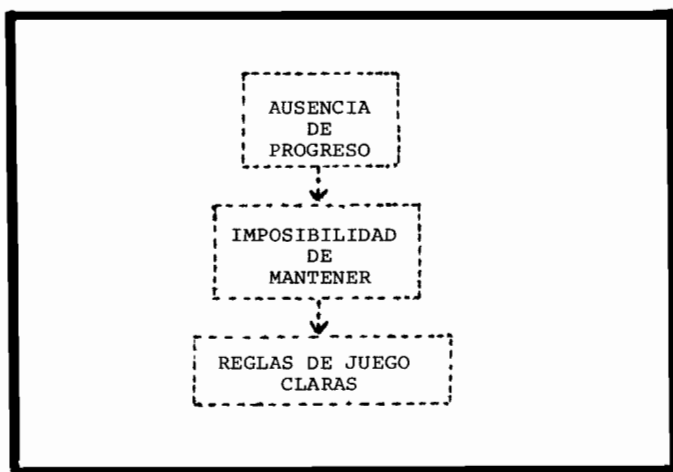 AUSENCIA
DE
PROGRESO
IMPOSIBILIDAD
DE
MANTENER
REGLAS DE JUEGO
CLARAS